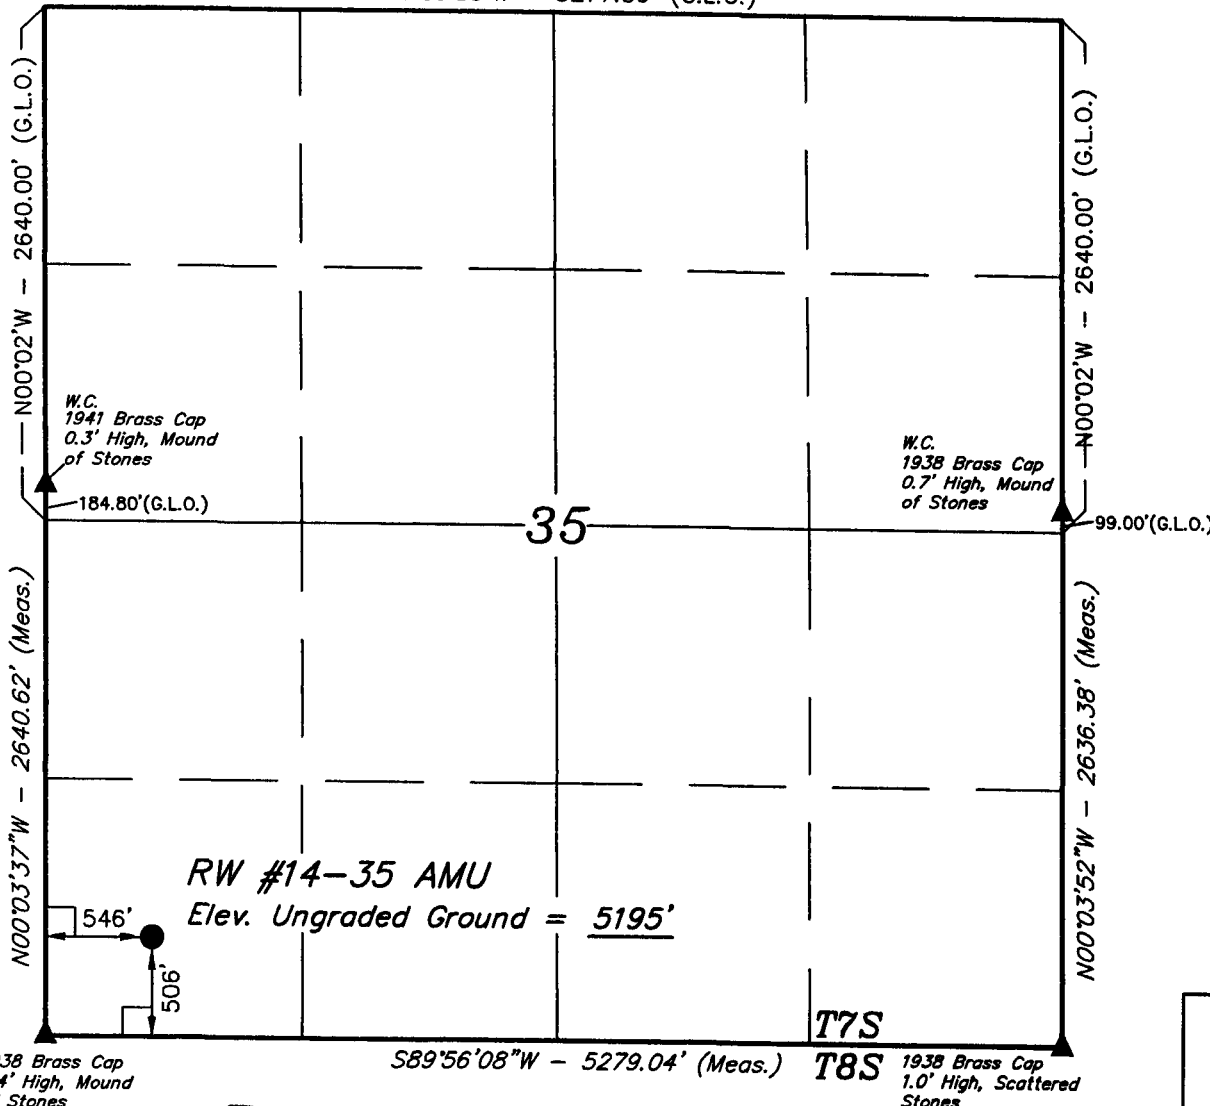 (G.L.O.)
N00°02'W - 2640.00' (G.L.O.)
N00°02'W - 2640.00' (G.L.O.)
W.C.
1941 Brass Cap
0.3' High, Mound
of Stones
184.80'(G.L.O.)
W.C.
1938 Brass Cap
0.7' High, Mound
of Stones
99.00'(G.L.O.)
35
N00°03'37"W - 2640.62' (Meas.)
N00°03'52"W - 2636.38' (Meas.)
RW #14-35 AMU
Elev. Ungraded Ground = 5195'
546'
506'
T7S
S89°56'08"W - 5279.04' (Meas.)
T8S
Brass Cap
High, Mound
Stones
1938 Brass Cap
1.0' High, Scattered
Stones